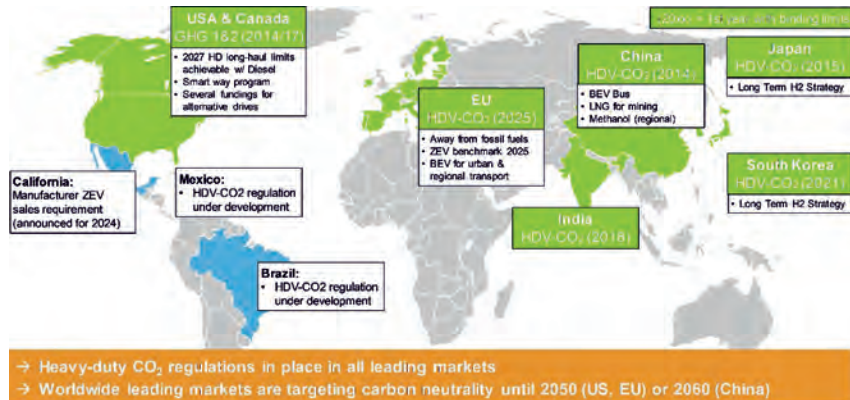 USA & Canada
GHG 1&2 (2014/17)
• 2027 HD long-haul limits
achievable w/ Diesel
• Smart way program
• Several fundings for
alternative drives
EU
HDV-CO₂ (2025)
• Away from fossil fuels
• ZEV benchmark 2025
• BEV for urban &
regional transport
China
HDV-CO₂ (2014)
• BEV Bus
• LNG for mining
• Methanol (regional)
Japan
HDV-CO₂ (2015)
• Long Term H2 Strategy
South Korea
HDV-CO₂ (2021)
• Long Term H2 Strategy
India
HDV-CO₂ (2018)
California:
Manufacturer ZEV
sales requirement
(announced for 2024)
Mexico:
• HDV-CO2 regulation
under development
Brazil:
• HDV-CO2 regulation
under development
→ Heavy-duty CO₂ regulations in place in all leading markets
→ Worldwide leading markets are targeting carbon neutrality until 2050 (US, EU) or 2060 (China)